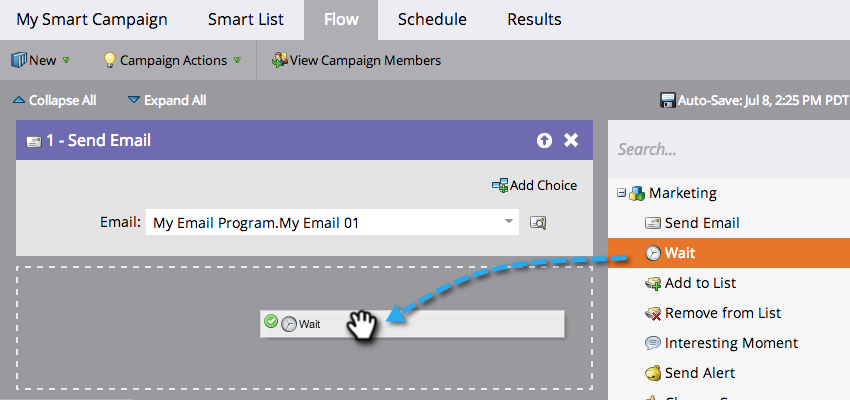 My Smart Campaign Smart List Flow Schedule Results
New Campaign Actions View Campaign Members
Collapse All Expand All Auto-Save: Jul 8, 2:25 PM PDT
1 - Send Email
Search...
Add Choice
Marketing
Email: My Email Program.My Email 01
Send Email
Wait
Add to List
Wait
Remove from List
Interesting Moment
Send Alert